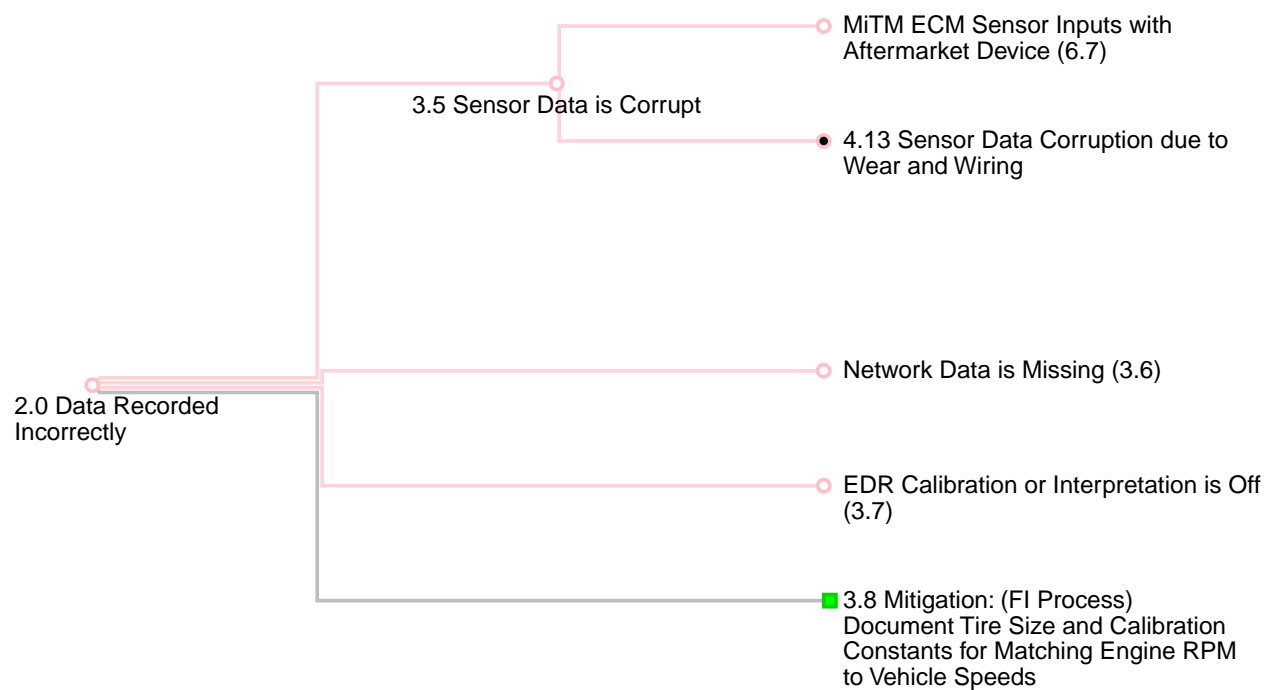 MiTM ECM Sensor Inputs with
Aftermarket Device (6.7)
3.5 Sensor Data is Corrupt
4.13 Sensor Data Corruption due to
Wear and Wiring
Network Data is Missing (3.6)
2.0 Data Recorded
Incorrectly
EDR Calibration or Interpretation is Off
(3.7)
3.8 Mitigation: (FI Process)
Document Tire Size and Calibration
Constants for Matching Engine RPM
to Vehicle Speeds